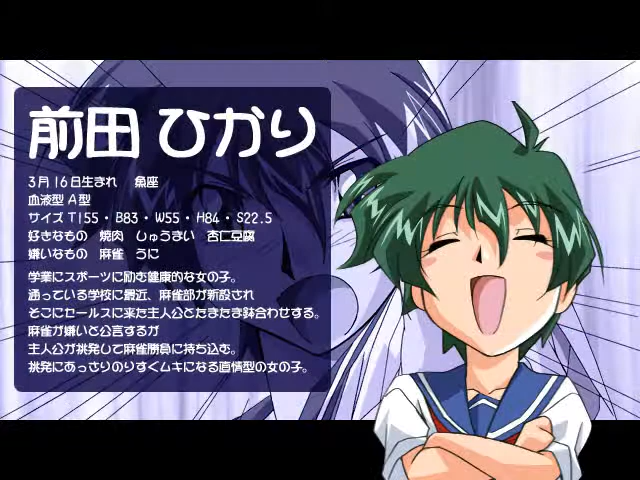 前田 ひかり
3月16日生まれ 魚座
血液型 A型
サイズ T155・B83・W55・H84・S22.5
好きなもの 焼肉 しゅうまい 杏仁豆腐
嫌いなもの 麻雀 うに
学業にスポーツに励む健康的な女の子。
通っている学校に最近、麻雀部が新設され
そこにセールスに来た主人公とたまたま鉢合わせする。
麻雀が嫌いと公言するが
主人公が挑発して麻雀勝負に持ち込む。
挑発にあっさりのりすぐムキになる直情型の女の子。